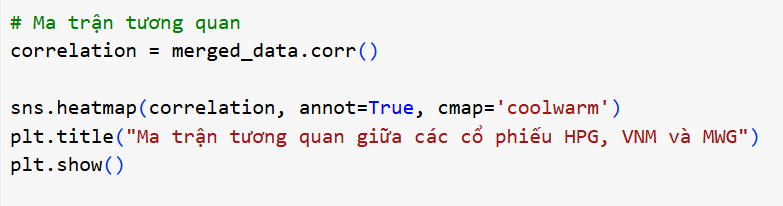 # Ma trận tương quan
correlation = merged_data.corr()
sns.heatmap(correlation, annot=True, cmap='coolwarm')
plt.title("Ma trận tương quan giữa các cổ phiếu HPG, VNM và MWG")
plt.show()